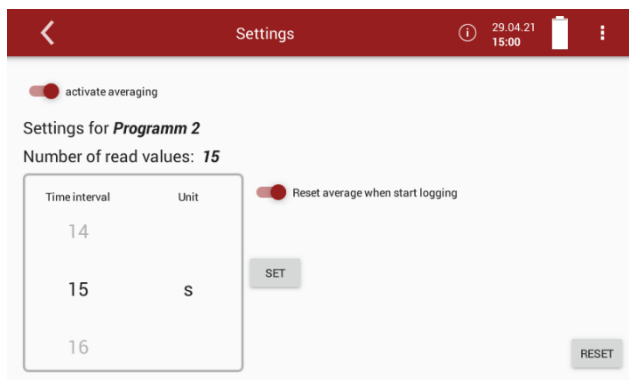 Settings
29.04.21
15:00
activate averaging
Settings for Programm 2
Number of read values: 15
Time interval Unit
14
15 s
16
Reset average when start logging
SET
RESET